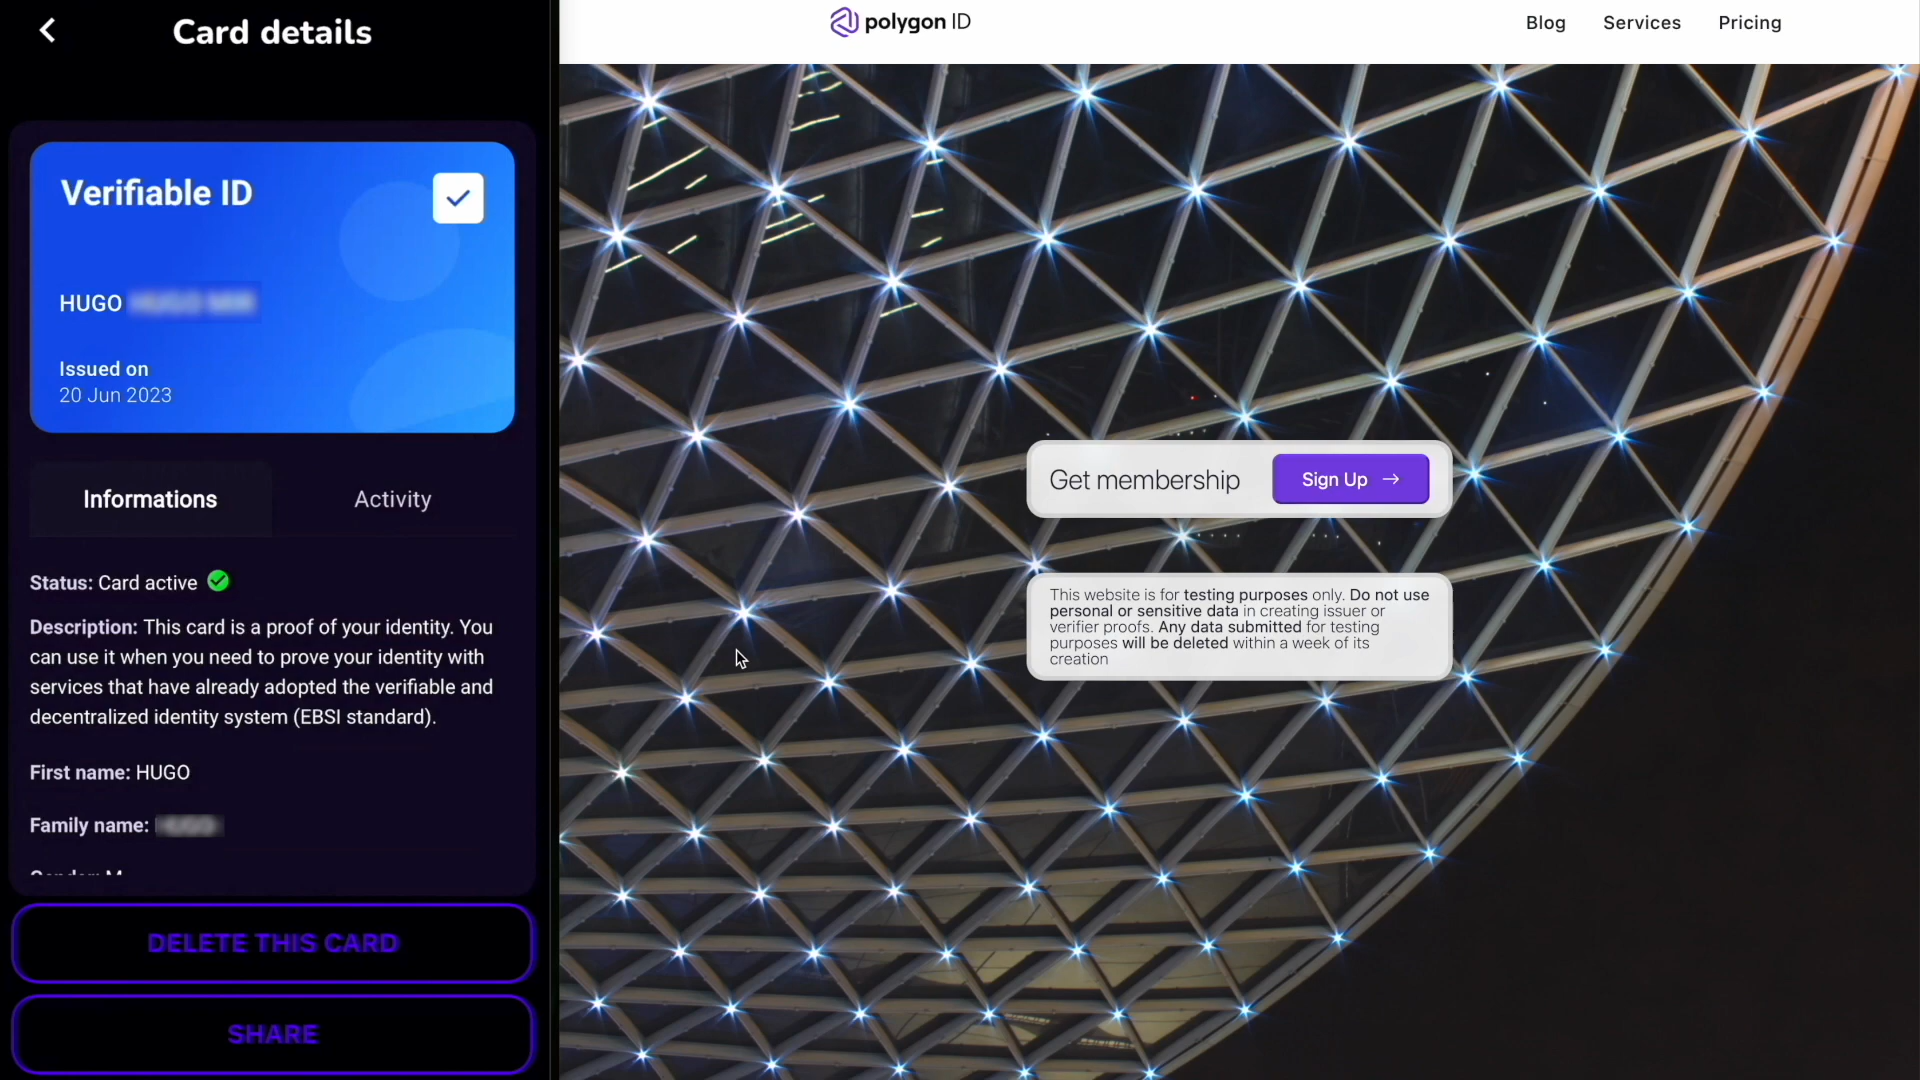 Card details
Verifiable ID
HUGO
Issued on
20 Jun 2023
Informations
Activity
Status: Card active
Description: This card is a proof of your identity. You
can use it when you need to prove your identity with
services that have already adopted the verifiable and
decentralized identity system (EBSI standard).
First name: HUGO
Family name:
DELETE THIS CARD
SHARE
polygon ID
Blog
Services
Pricing
Get membership
Sign Up
This website is for testing purposes only. Do not use
personal or sensitive data in creating issuer or
verifier proofs. Any data submitted for testing
purposes will be deleted within a week of its
creation